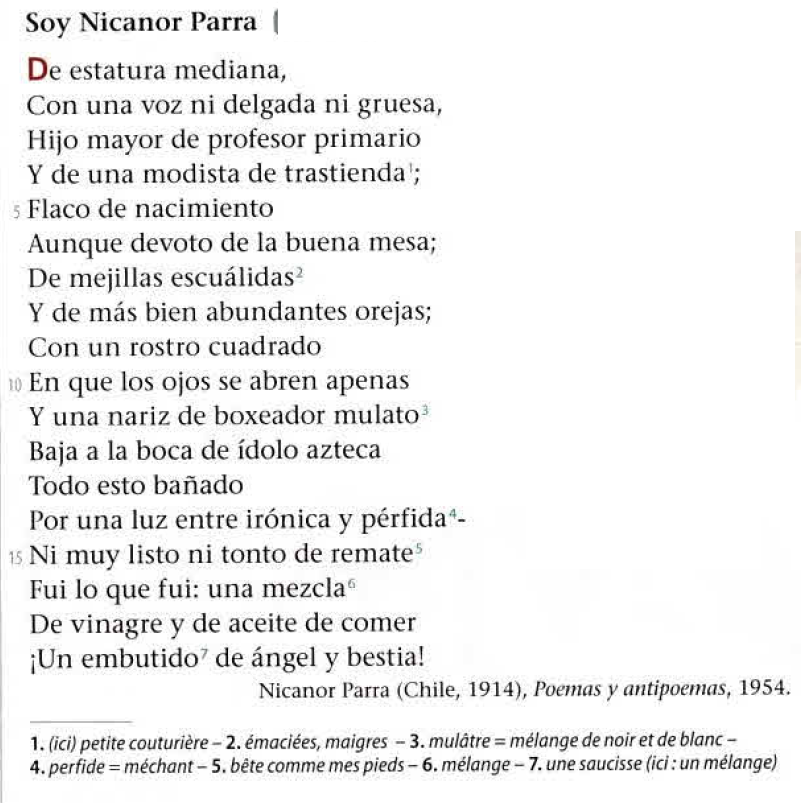 Soy Nicanor Parra
De estatura mediana,
Con una voz ni delgada ni gruesa,
Hijo mayor de profesor primario
Y de una modista de trastienda¹;
5 Flaco de nacimiento
Aunque devoto de la buena mesa;
De mejillas escuálidas²
Y de más bien abundantes orejas;
Con un rostro cuadrado
10 En que los ojos se abren apenas
Y una nariz de boxeador mulato³
Baja a la boca de ídolo azteca
Todo esto bañado
Por una luz entre irónica y pérfida⁴-
15 Ni muy listo ni tonto de remate⁵
Fui lo que fui: una mezcla⁶
De vinagre y de aceite de comer
¡Un embutido⁷ de ángel y bestia!
Nicanor Parra (Chile, 1914), Poemas y antipoemas, 1954.
1. (ici) petite couturière – 2. émaciées, maigres – 3. mulâtre = mélange de noir et de blanc –
4. perfide = méchant – 5. bête comme mes pieds – 6. mélange – 7. une saucisse (ici : un mélange)